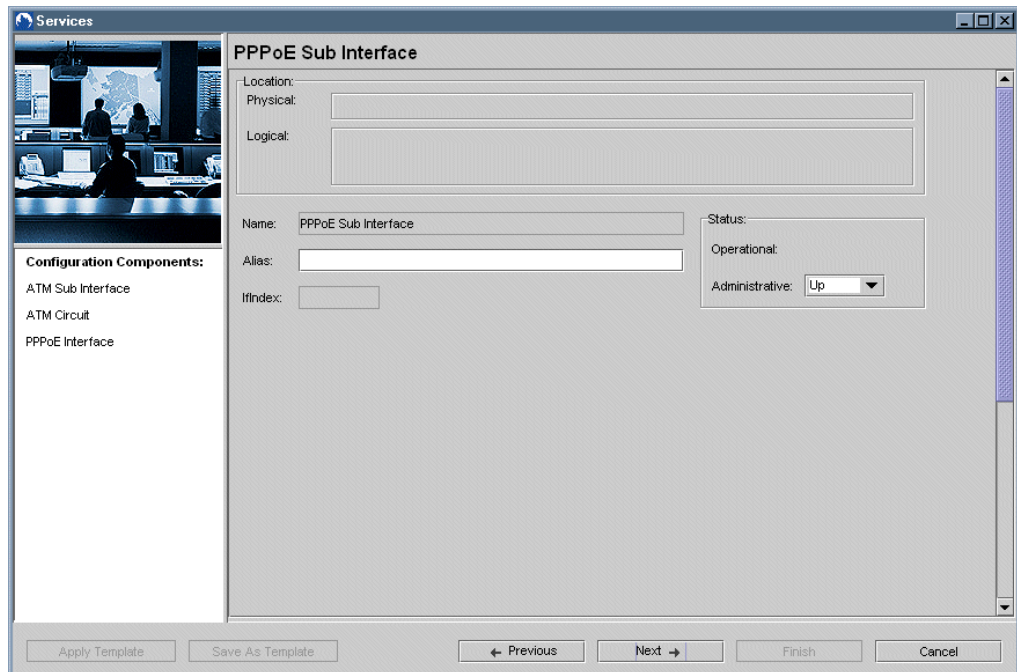 Services
PPPoE Sub Interface
Location:
Physical:
Logical:
Name: PPPoE Sub Interface
Alias:
IfIndex:
Status:
Operational:
Administrative: Up
Configuration Components:
ATM Sub Interface
ATM Circuit
PPPoE Interface
Apply Template
Save As Template
Previous
Next
Finish
Cancel